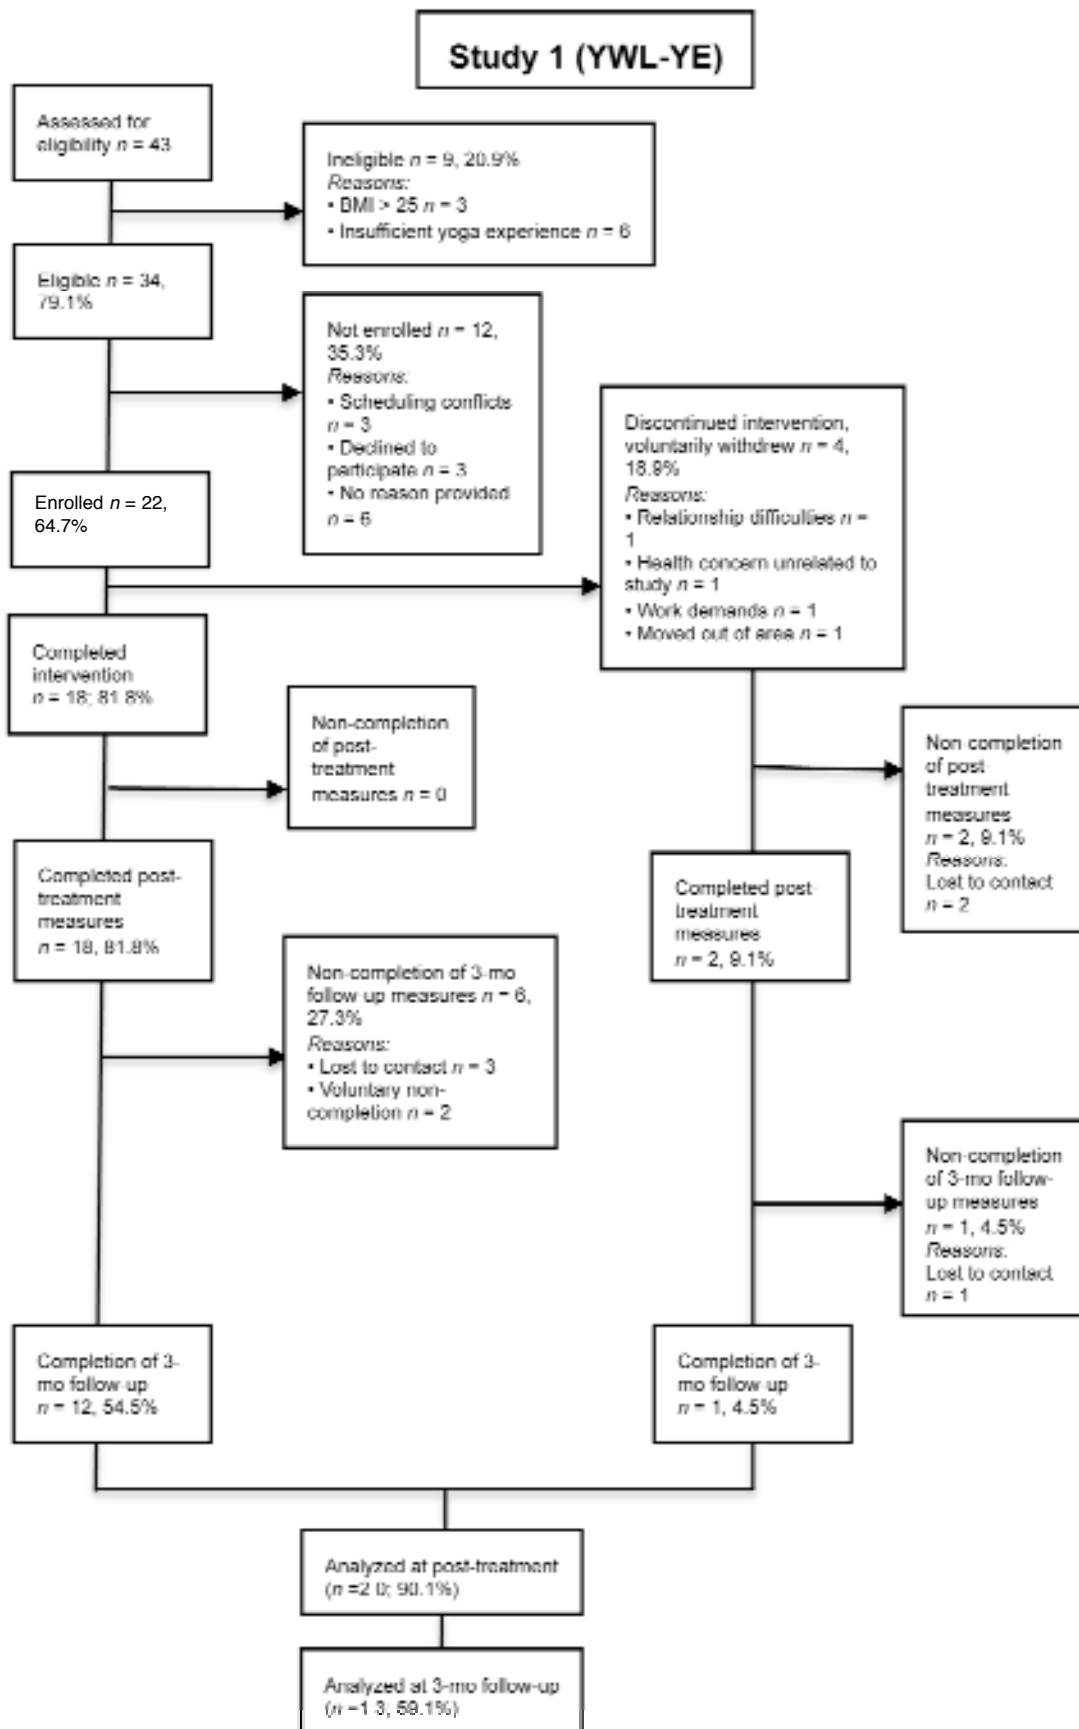 Study 1 (YWL-YE)
Assessed for
eligibility n = 43
Ineligible n = 9, 20.9%
Reasons:
• BMI > 25 n = 3
• Insufficient yoga experience n = 6
Eligible n = 34,
79.1%
Not enrolled n = 12,
35.3%
Reasons:
• Scheduling conflicts
n = 3
• Declined to
participate n = 3
• No reason provided
n = 6
Enrolled n = 22,
64.7%
Discontinued intervention,
voluntarily withdrew n = 4,
18.9%
Reasons:
• Relationship difficulties n =
1
• Health concern unrelated to
study n = 1
• Work demands n = 1
• Moved out of area n = 1
Completed
intervention
n = 18; 81.8%
Non-completion
of post-
treatment
measures n = 0
Non-completion
of post-
treatment
measures
n = 2, 9.1%
Reasons:
Lost to contact
n = 2
Completed post-
treatment
measures
n = 18, 81.8%
Completed post-
treatment
measures
n = 2, 9.1%
Non-completion of 3-mo
follow-up measures n = 6,
27.3%
Reasons:
• Lost to contact n = 3
• Voluntary non-
completion n = 2
Non-completion
of 3-mo follow-
up measures
n = 1, 4.5%
Reasons:
Lost to contact
n = 1
Completion of 3-
mo follow-up
n = 12, 54.5%
Completion of 3-
mo follow-up
n = 1, 4.5%
Analyzed at post-treatment
(n =2 0; 90.1%)
Analyzed at 3-mo follow-up
(n =1 3; 59.1%)